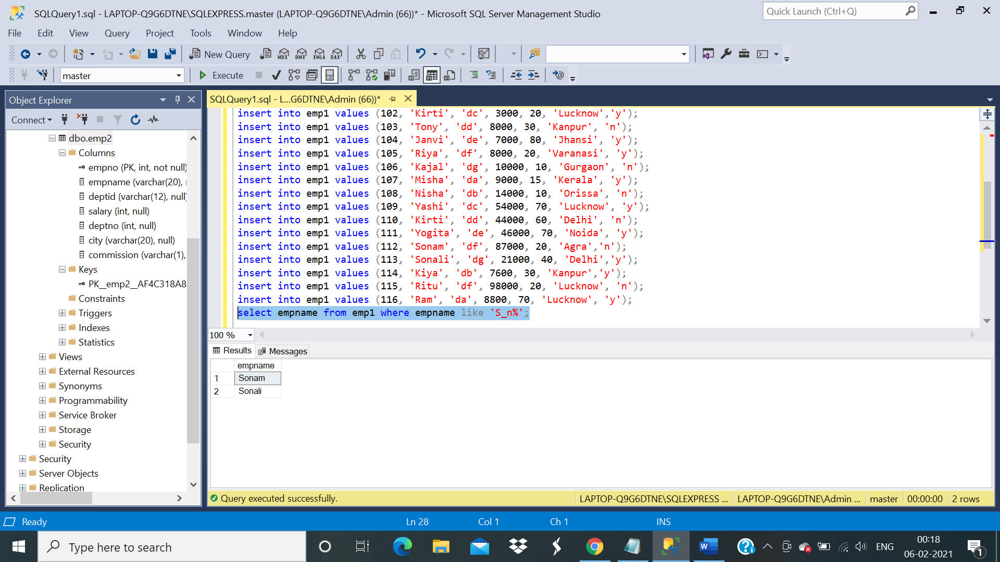 SQLQuery1.sql - LAPTOP-Q9G6DTNE\SQLEXPRESS.master (LAPTOP-Q9G6DTNE\Admin (66))* - Microsoft SQL Server Management Studio
Quick Launch (Ctrl+Q)
File Edit View Query Project Tools Window Help
New Query MDX DMX XMLA DAX
master Execute
Object Explorer
Connect
dbo.emp2
Columns
empno (PK, int, not null)
empname (varchar(20),
deptid (varchar(12), null)
salary (int, null)
deptno (int, null)
city (varchar(20), null)
commission (varchar(1),
Keys
PK__emp2__AF4C318A8
Constraints
Triggers
Indexes
Statistics
Views
External Resources
Synonyms
Programmability
Service Broker
Storage
Security
Security
Server Objects
Replication
SQLQuery1.sql - L...G6DTNE\Admin (66))*
insert into emp1 values (102, 'Kirti', 'dc', 3000, 20, 'Lucknow','y');
insert into emp1 values (103, 'Tony', 'dd', 8000, 30, 'Kanpur', 'n');
insert into emp1 values (104, 'Janvi', 'de', 7000, 80, 'Jhansi', 'y');
insert into emp1 values (105, 'Riya', 'df', 8000, 20, 'Varanasi', 'y');
insert into emp1 values (106, 'Kajal', 'dg', 10000, 10, 'Gurgaon', 'n');
insert into emp1 values (107, 'Misha', 'da', 9000, 15, 'Kerala', 'y');
insert into emp1 values (108, 'Nisha', 'db', 14000, 10, 'Orissa', 'n');
insert into emp1 values (109, 'Yashi', 'dc', 54000, 70, 'Lucknow', 'y');
insert into emp1 values (110, 'Kirti', 'dd', 44000, 60, 'Delhi', 'n');
insert into emp1 values (111, 'Yogita', 'de', 46000, 70, 'Noida', 'y');
insert into emp1 values (112, 'Sonam', 'df', 87000, 20, 'Agra','n');
insert into emp1 values (113, 'Sonali', 'dg', 21000, 40, 'Delhi','y');
insert into emp1 values (114, 'Kiya', 'db', 7600, 30, 'Kanpur','y');
insert into emp1 values (115, 'Ritu', 'df', 98000, 20, 'Lucknow', 'n');
insert into emp1 values (116, 'Ram', 'da', 8800, 70, 'Lucknow', 'y');
select empname from emp1 where empname like 'S_n%';
100 %
Results Messages
empname
1 Sonam
2 Sonali
Query executed successfully. LAPTOP-Q9G6DTNE\SQLEXPRESS ... LAPTOP-Q9G6DTNE\Admin ... master 00:00:00 2 rows
Ready Ln 28 Col 1 Ch 1 INS
Type here to search
ENG
00:18
06-02-2021
1